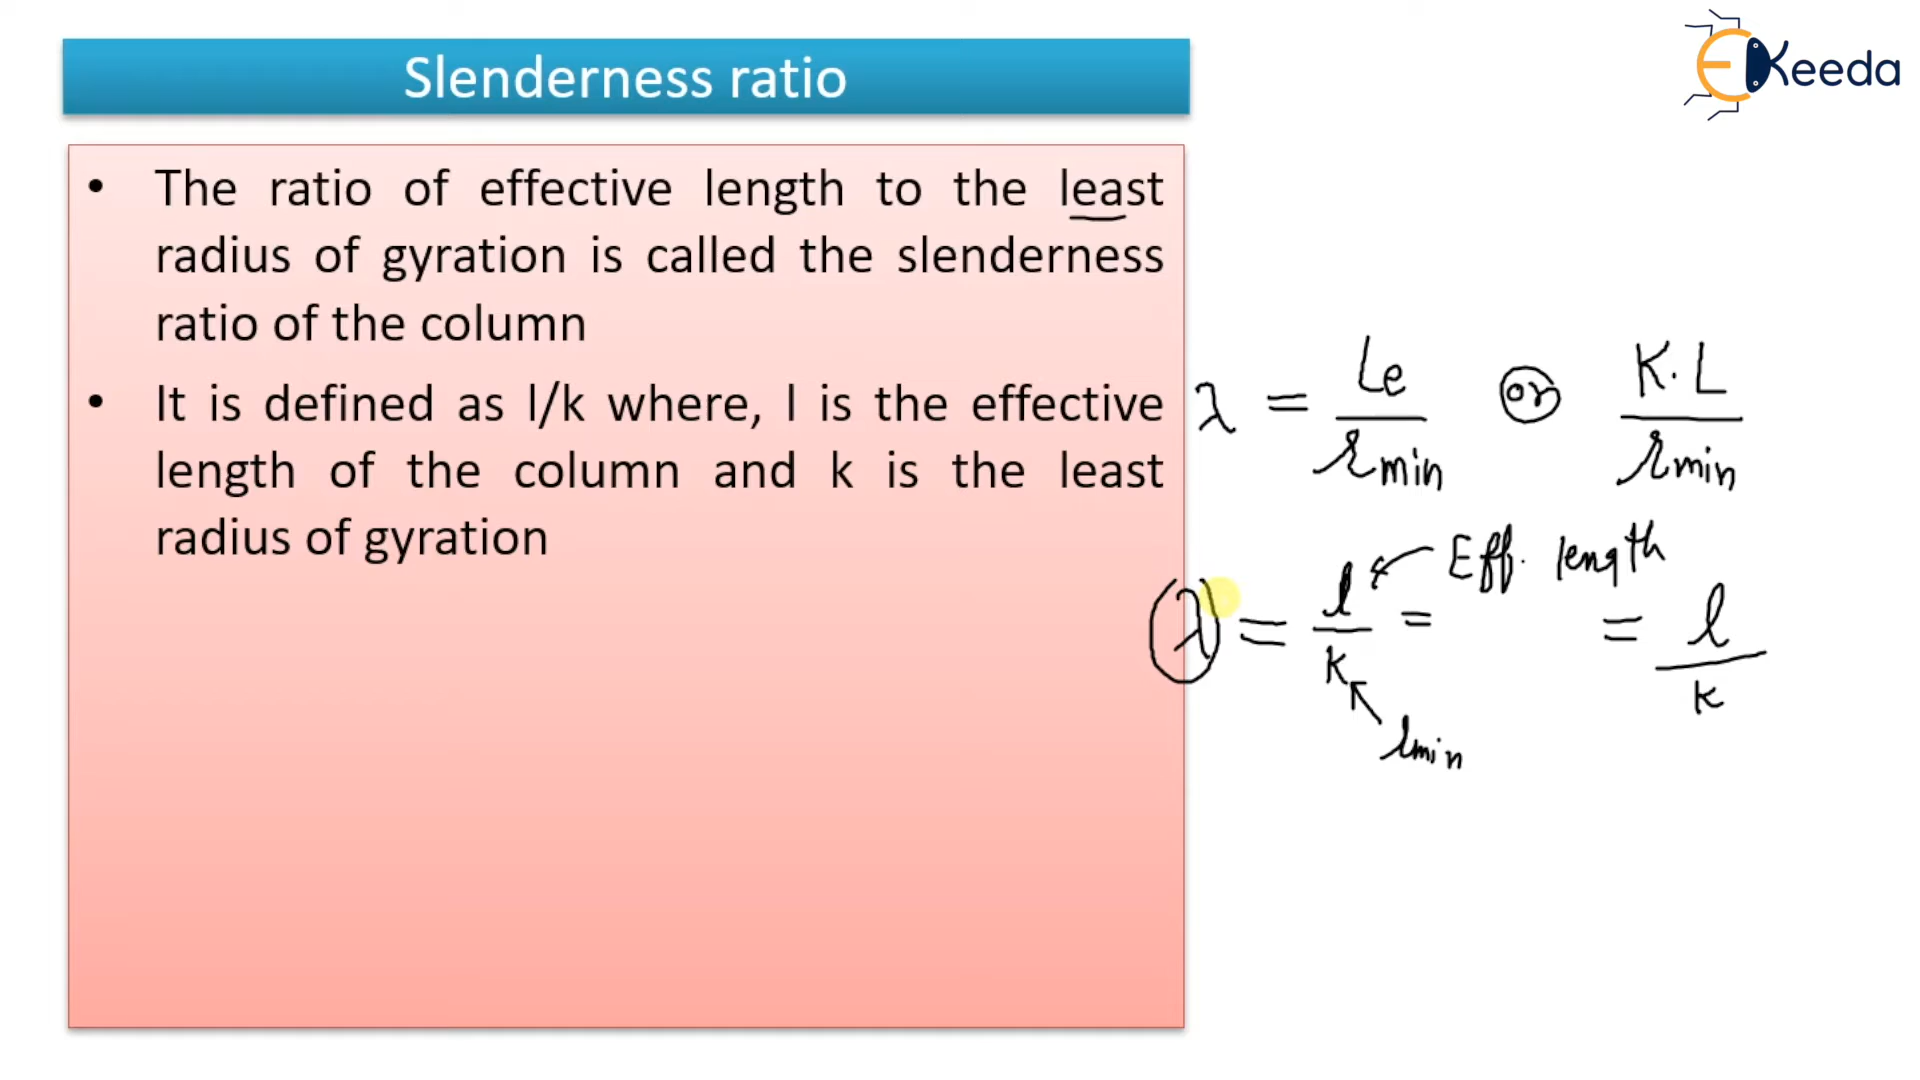 Slenderness ratio
EKeeda
• The ratio of effective length to the least
radius of gyration is called the slenderness
ratio of the column
• It is defined as l/k where, l is the effective
length of the column and k is the least
radius of gyration
λ = Le/rmin or K.L/rmin
λ = l/k = = l/k
Eff. length
rmin